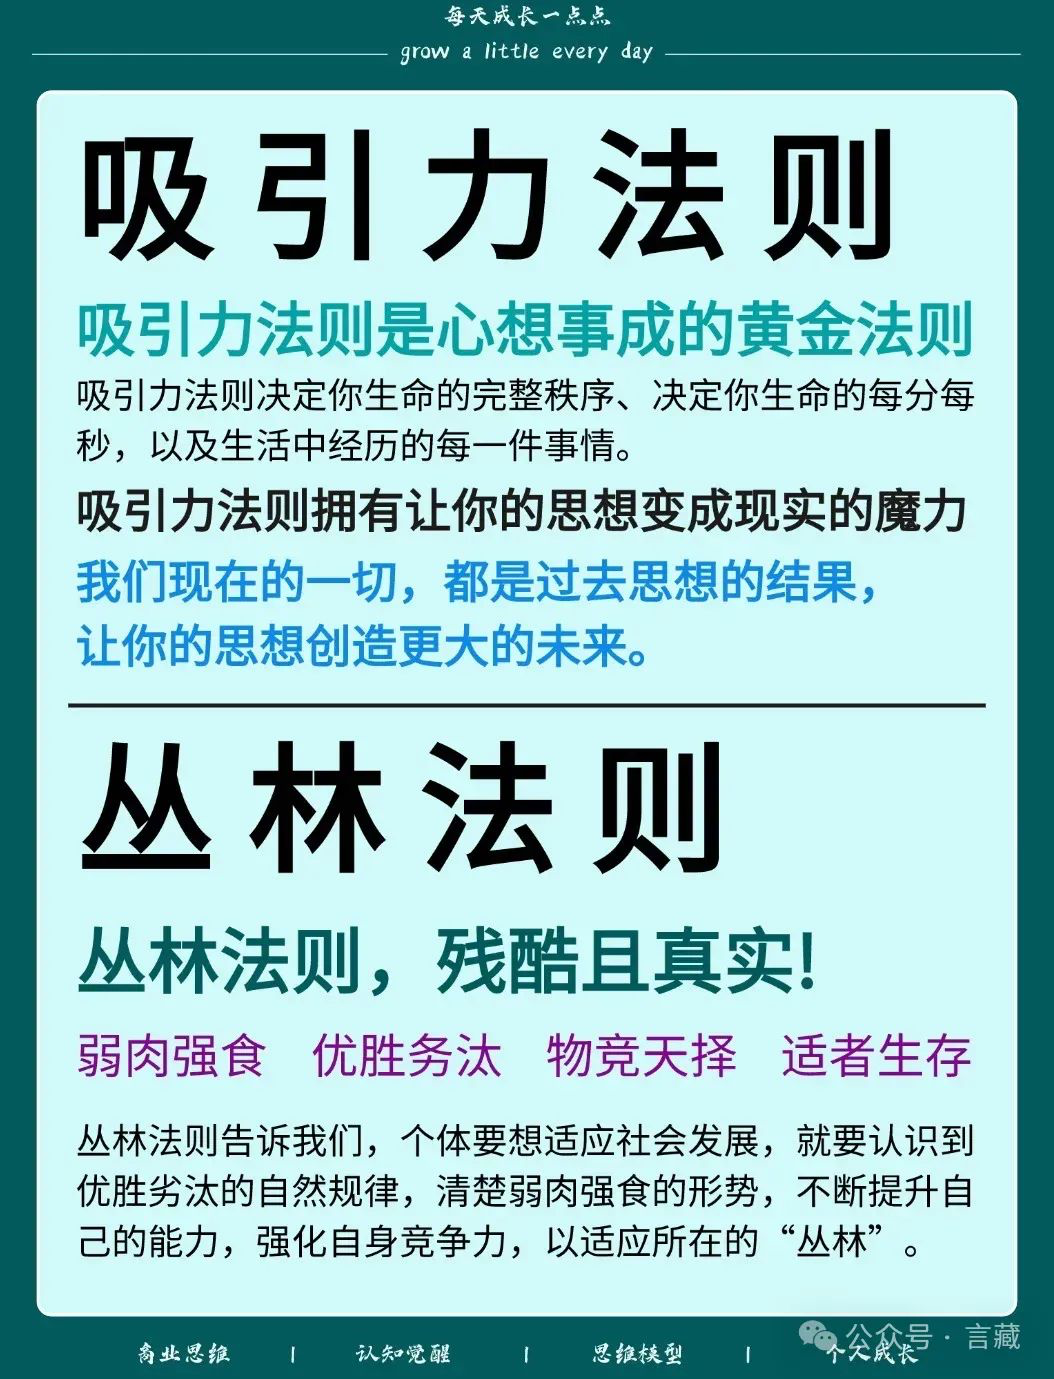 每天成长一点点
grow a little every day
吸引力法则
吸引力法则是心想事成的黄金法则
吸引力法则决定你生命的完整秩序、决定你生命的每分每
秒，以及生活中经历的每一件事情。
吸引力法则拥有让你的思想变成现实的魔力
我们现在的一切，都是过去思想的结果，
让你的思想创造更大的未来。
丛林法则
丛林法则，残酷且真实!
弱肉强食 优胜务汰 物竞天择 适者生存
丛林法则告诉我们，个体要想适应社会发展，就要认识到
优胜劣汰的自然规律，清楚弱肉强食的形势，不断提升自
己的能力，强化自身竞争力，以适应所在的“丛林”。
公众号·言藏
商业思维 | 认知觉醒 | 思维模型 | 个人成长